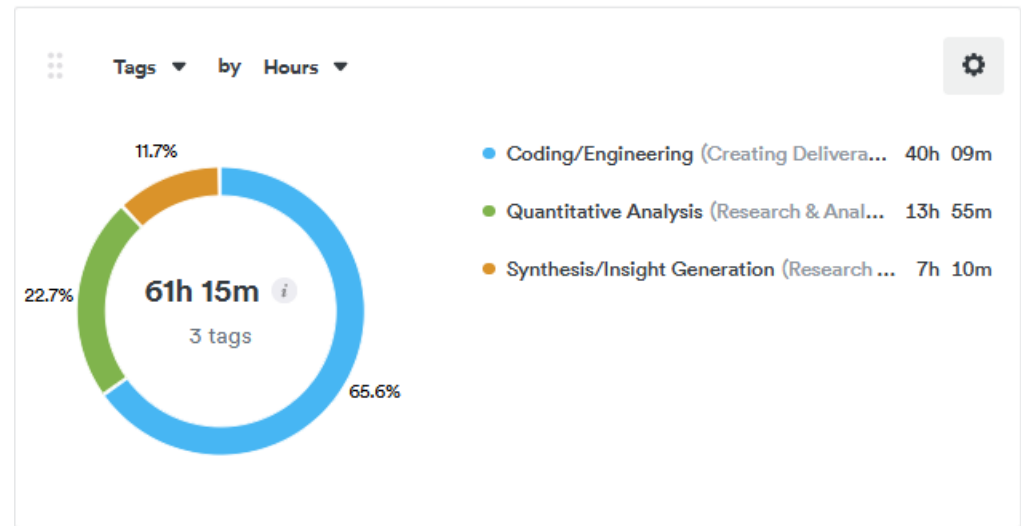 Tags by Hours
11.7%
22.7%
65.6%
61h 15m i
3 tags
Coding/Engineering (Creating Delivera... 40h 09m
Quantitative Analysis (Research & Anal... 13h 55m
Synthesis/Insight Generation (Research ... 7h 10m